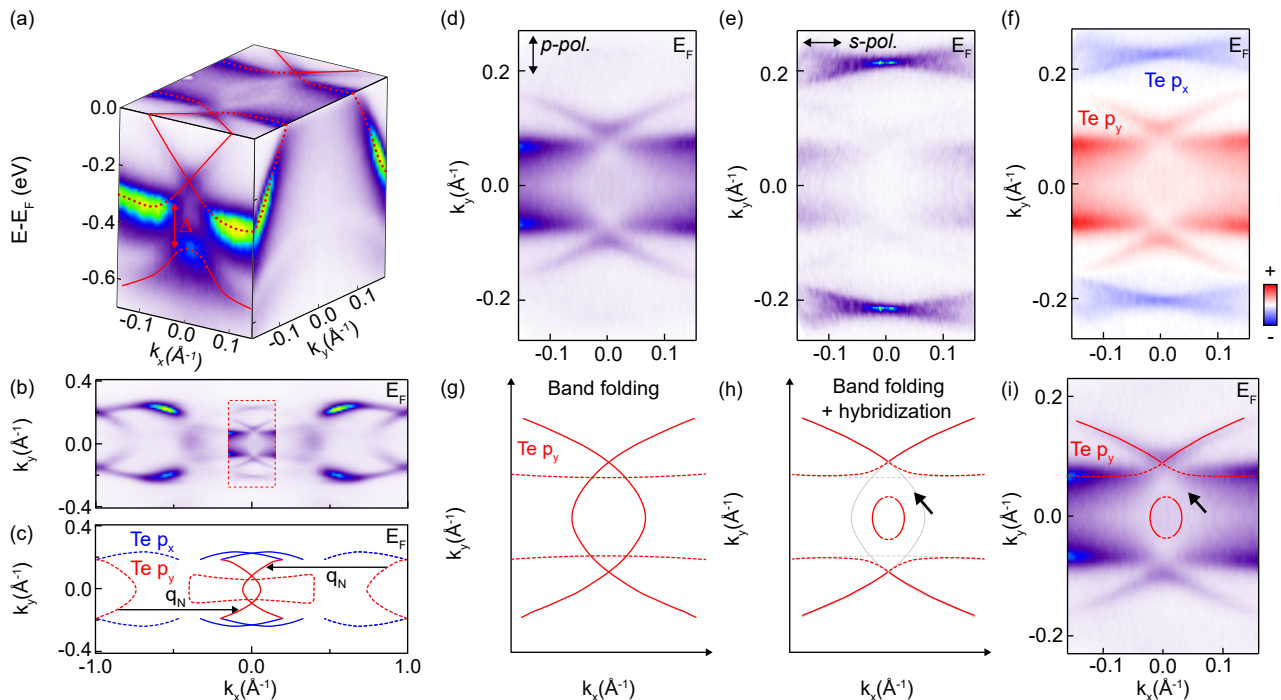 (a)
0.0
-0.2
-0.4
-0.6
E-E_F (eV)
Δ
-0.1
0.0
0.1
k_x(Å⁻¹)
-0.1
0.0
0.1
k_y(Å⁻¹)
(b)
E_F
0.4
0.0
-0.4
k_y(Å⁻¹)
(c)
E_F
Te p_x
Te p_y
q_N
q_N
0.4
0.0
-0.4
k_y(Å⁻¹)
-1.0
0.0
1.0
k_x(Å⁻¹)
(d)
p-pol.
E_F
0.2
0.0
-0.2
k_y(Å⁻¹)
-0.1
0.0
0.1
(e)
s-pol.
E_F
0.2
0.0
-0.2
k_y(Å⁻¹)
-0.1
0.0
0.1
(f)
E_F
Te p_x
Te p_y
0.2
0.0
-0.2
k_y(Å⁻¹)
-0.1
0.0
0.1
+
-
(g)
Band folding
Te p_y
k_y(Å⁻¹)
k_x(Å⁻¹)
(h)
Band folding
+ hybridization
k_y(Å⁻¹)
k_x(Å⁻¹)
(i)
E_F
Te p_y
0.2
0.0
-0.2
k_y(Å⁻¹)
-0.1
0.0
0.1
k_x(Å⁻¹)